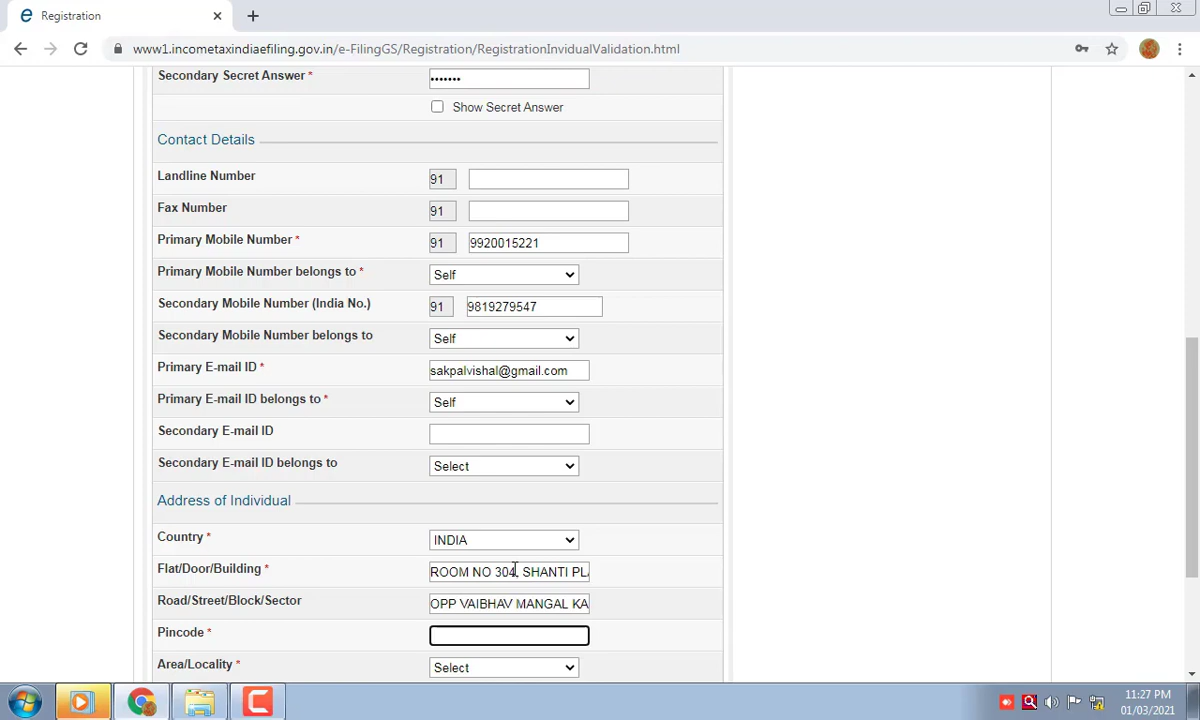 Registration
www1.incometaxindiaefiling.gov.in/e-FilingGS/Registration/RegistrationInvidualValidation.html
Secondary Secret Answer * •••••••
Show Secret Answer
Contact Details
Landline Number 91
Fax Number 91
Primary Mobile Number * 91 9920015221
Primary Mobile Number belongs to * Self
Secondary Mobile Number (India No.) 91 9819279547
Secondary Mobile Number belongs to Self
Primary E-mail ID * sakpalvishal@gmail.com
Primary E-mail ID belongs to * Self
Secondary E-mail ID
Secondary E-mail ID belongs to Select
Address of Individual
Country * INDIA
Flat/Door/Building * ROOM NO 304, SHANTI PLA
Road/Street/Block/Sector OPP VAIBHAV MANGAL KA
Pincode *
Area/Locality * Select
11:27 PM
01/03/2021